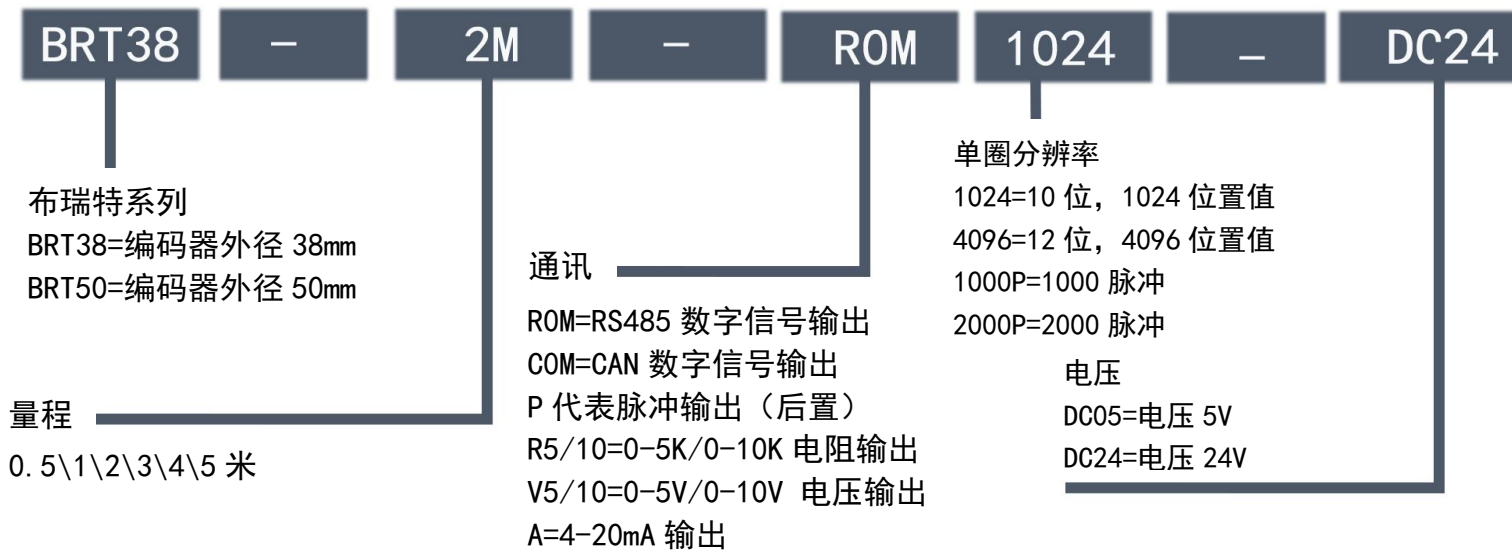 BRT38 - 2M - ROM 1024 - DC24
布瑞特系列
BRT38=编码器外径 38mm
BRT50=编码器外径 50mm
量程
0.5\1\2\3\4\5 米
通讯
ROM=RS485 数字信号输出
COM=CAN 数字信号输出
P 代表脉冲输出（后置）
R5/10=0-5K/0-10K 电阻输出
V5/10=0-5V/0-10V 电压输出
A=4-20mA 输出
单圈分辨率
1024=10 位，1024 位置值
4096=12 位，4096 位置值
1000P=1000 脉冲
2000P=2000 脉冲
电压
DC05=电压 5V
DC24=电压 24V